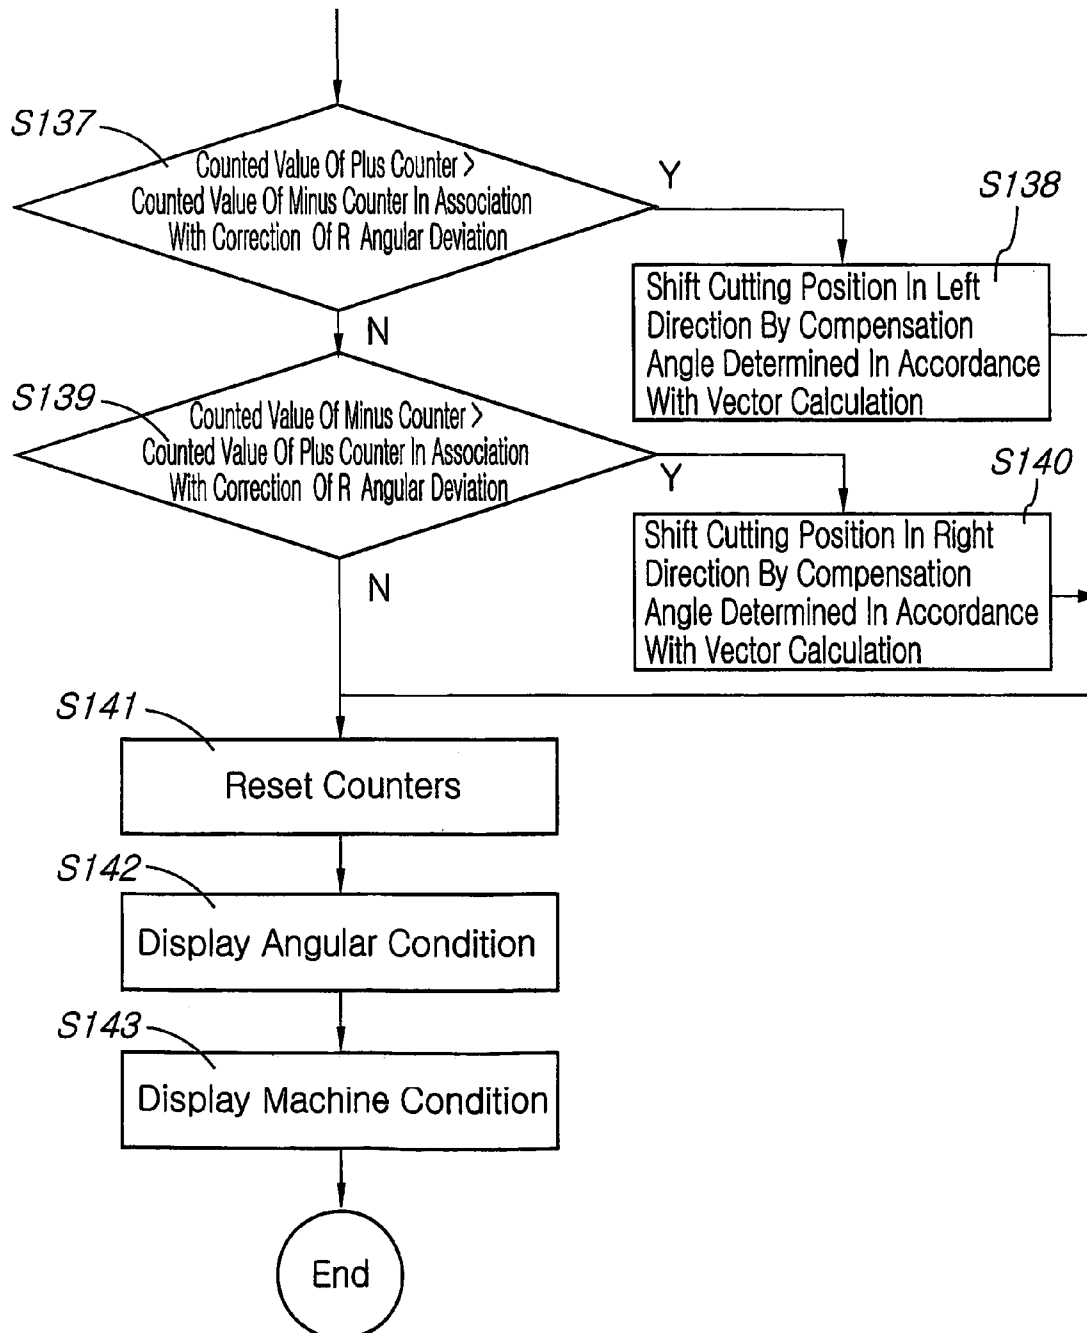 S137
Counted Value Of Plus Counter >
Counted Value Of Minus Counter In Association
With Correction Of R Angular Deviation
Y
S138
Shift Cutting Position In Left
Direction By Compensation
Angle Determined In Accordance
With Vector Calculation
N
S139
Counted Value Of Minus Counter >
Counted Value Of Plus Counter In Association
With Correction Of R Angular Deviation
Y
S140
Shift Cutting Position In Right
Direction By Compensation
Angle Determined In Accordance
With Vector Calculation
N
S141
Reset Counters
S142
Display Angular Condition
S143
Display Machine Condition
End